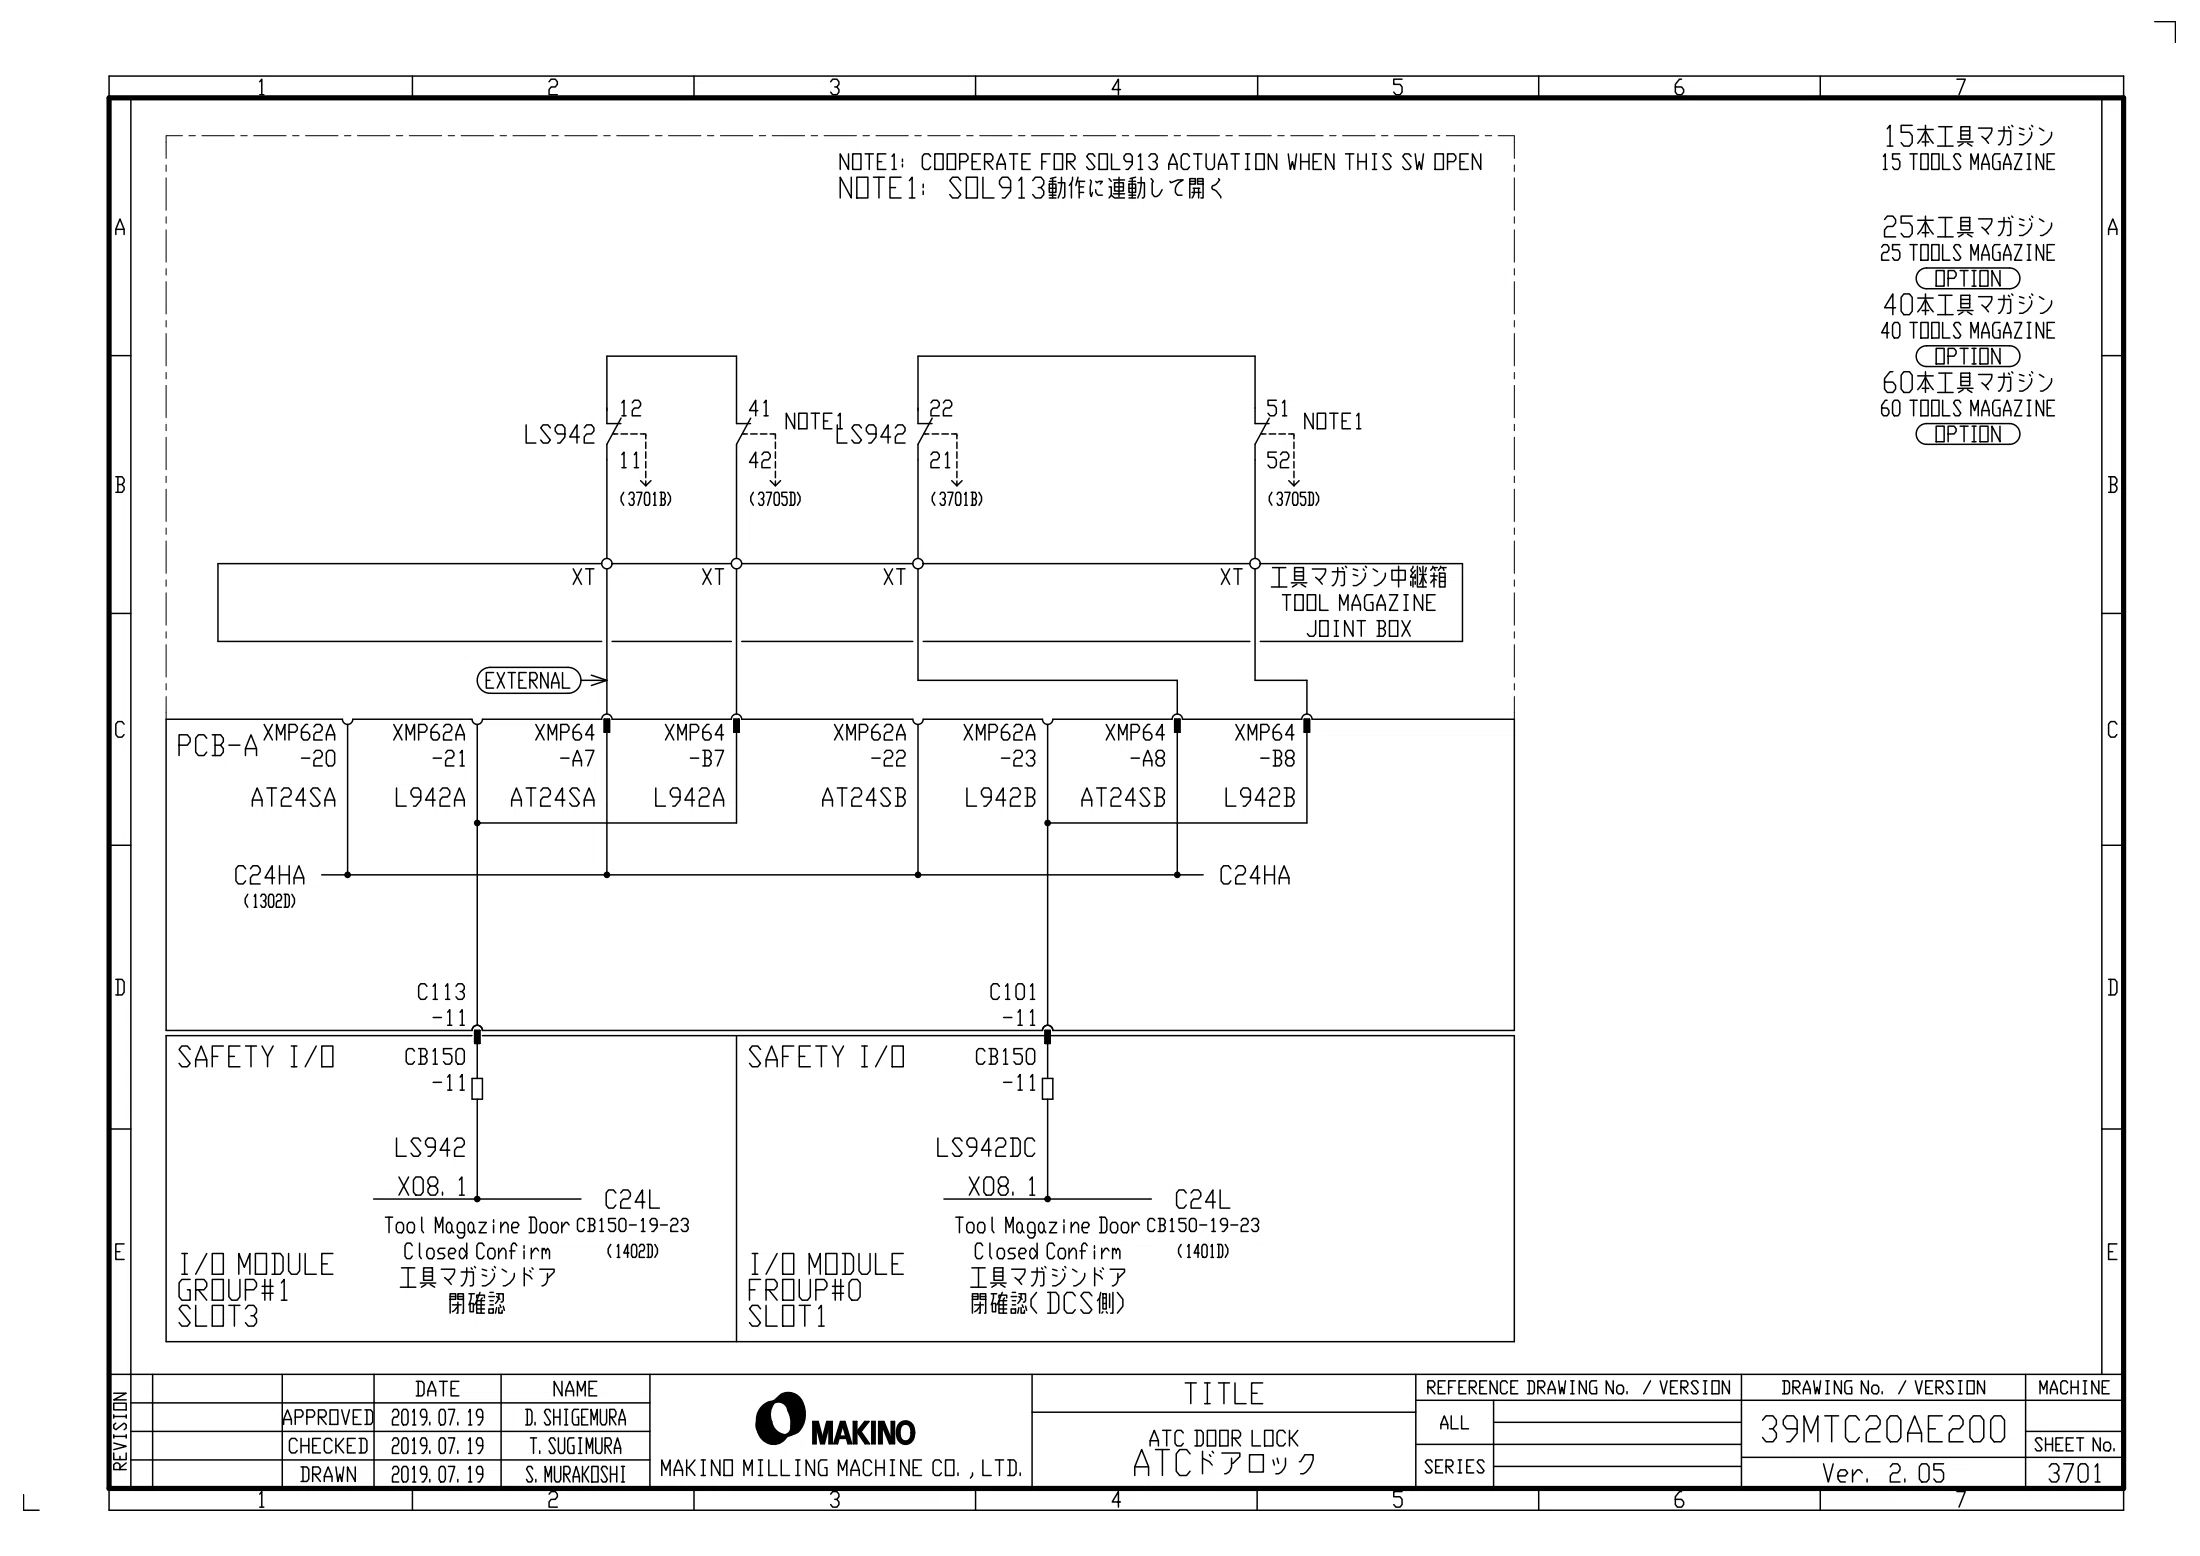 1 2 3 4 5 6 7
A
B
C
D
E
NOTE1: COOPERATE FOR SOL913 ACTUATION WHEN THIS SW OPEN
NOTE1: SOL913動作に連動して開く
15本工具マガジン
15 TOOLS MAGAZINE
25本工具マガジン
25 TOOLS MAGAZINE
OPTION
40本工具マガジン
40 TOOLS MAGAZINE
OPTION
60本工具マガジン
60 TOOLS MAGAZINE
OPTION
12 41 22 51
LS942 NOTE1 LS942 NOTE1
11 42 21 52
(3701B) (3705D) (3701B) (3705D)
XT XT XT XT
工具マガジン中継箱
TOOL MAGAZINE
JOINT BOX
EXTERNAL
PCB-A
XMP62A XMP62A XMP64 XMP64 XMP62A XMP62A XMP64 XMP64
-20 -21 -A7 -B7 -22 -23 -A8 -B8
AT24SA L942A AT24SA L942A AT24SB L942B AT24SB L942B
C24HA C24HA
(1302D)
C113 C101
-11 -11
SAFETY I/O CB150
-11
LS942
X08.1
C24L
Tool Magazine Door CB150-19-23
Closed Confirm (1402D)
工具マガジンドア
閉確認
I/O MODULE
GROUP#1
SLOT3
SAFETY I/O CB150
-11
LS942DC
X08.1
C24L
Tool Magazine Door CB150-19-23
Closed Confirm (1401D)
工具マガジンドア
閉確認(DCS側)
I/O MODULE
FROUP#0
SLOT1
A
B
C
D
E
REVISION
DATE NAME
APPROVED 2019.07.19 D. SHIGEMURA
CHECKED 2019.07.19 T. SUGIMURA
DRAWN 2019.07.19 S. MURAKOSHI
MAKINO
MAKINO MILLING MACHINE CO.,LTD.
TITLE
ATC DOOR LOCK
ATCドアロック
REFERENCE DRAWING No. / VERSION
ALL
SERIES
DRAWING No. / VERSION
39MTC20AE200
Ver. 2.05
MACHINE
SHEET No.
3701
1 2 3 4 5 6 7